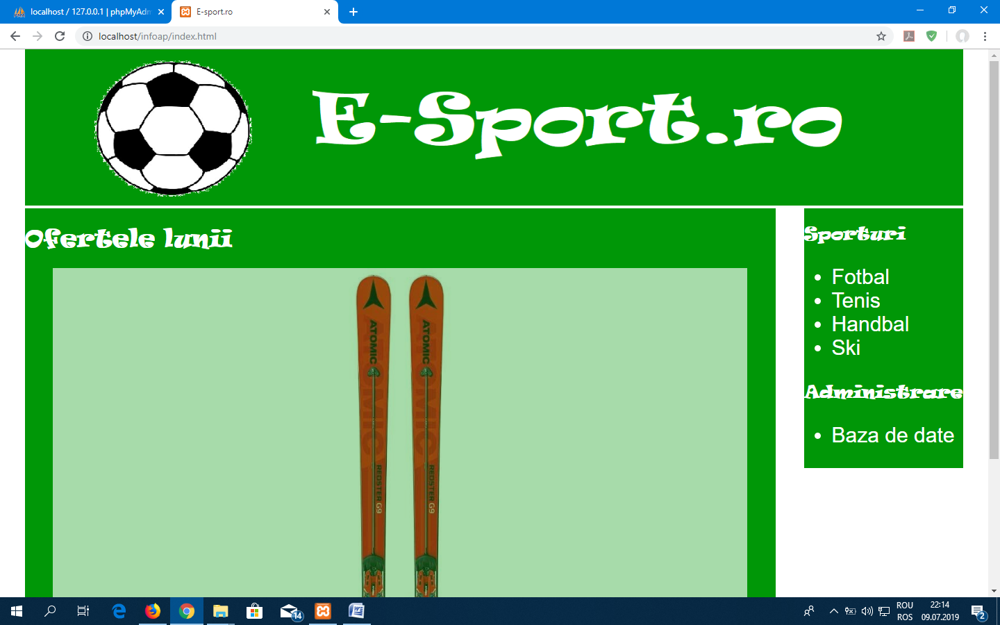 localhost / 127.0.0.1 | phpMyAdm
E-sport.ro
localhost/infoap/index.html
E-Sport.ro
Ofertele lunii
Sporturi
Fotbal
Tenis
Handbal
Ski
Administrare
Baza de date
ATOMIC
ATOMIC
REDSTER G9
REDSTER G9
14
ROU
ROS
22:14
09.07.2019
2